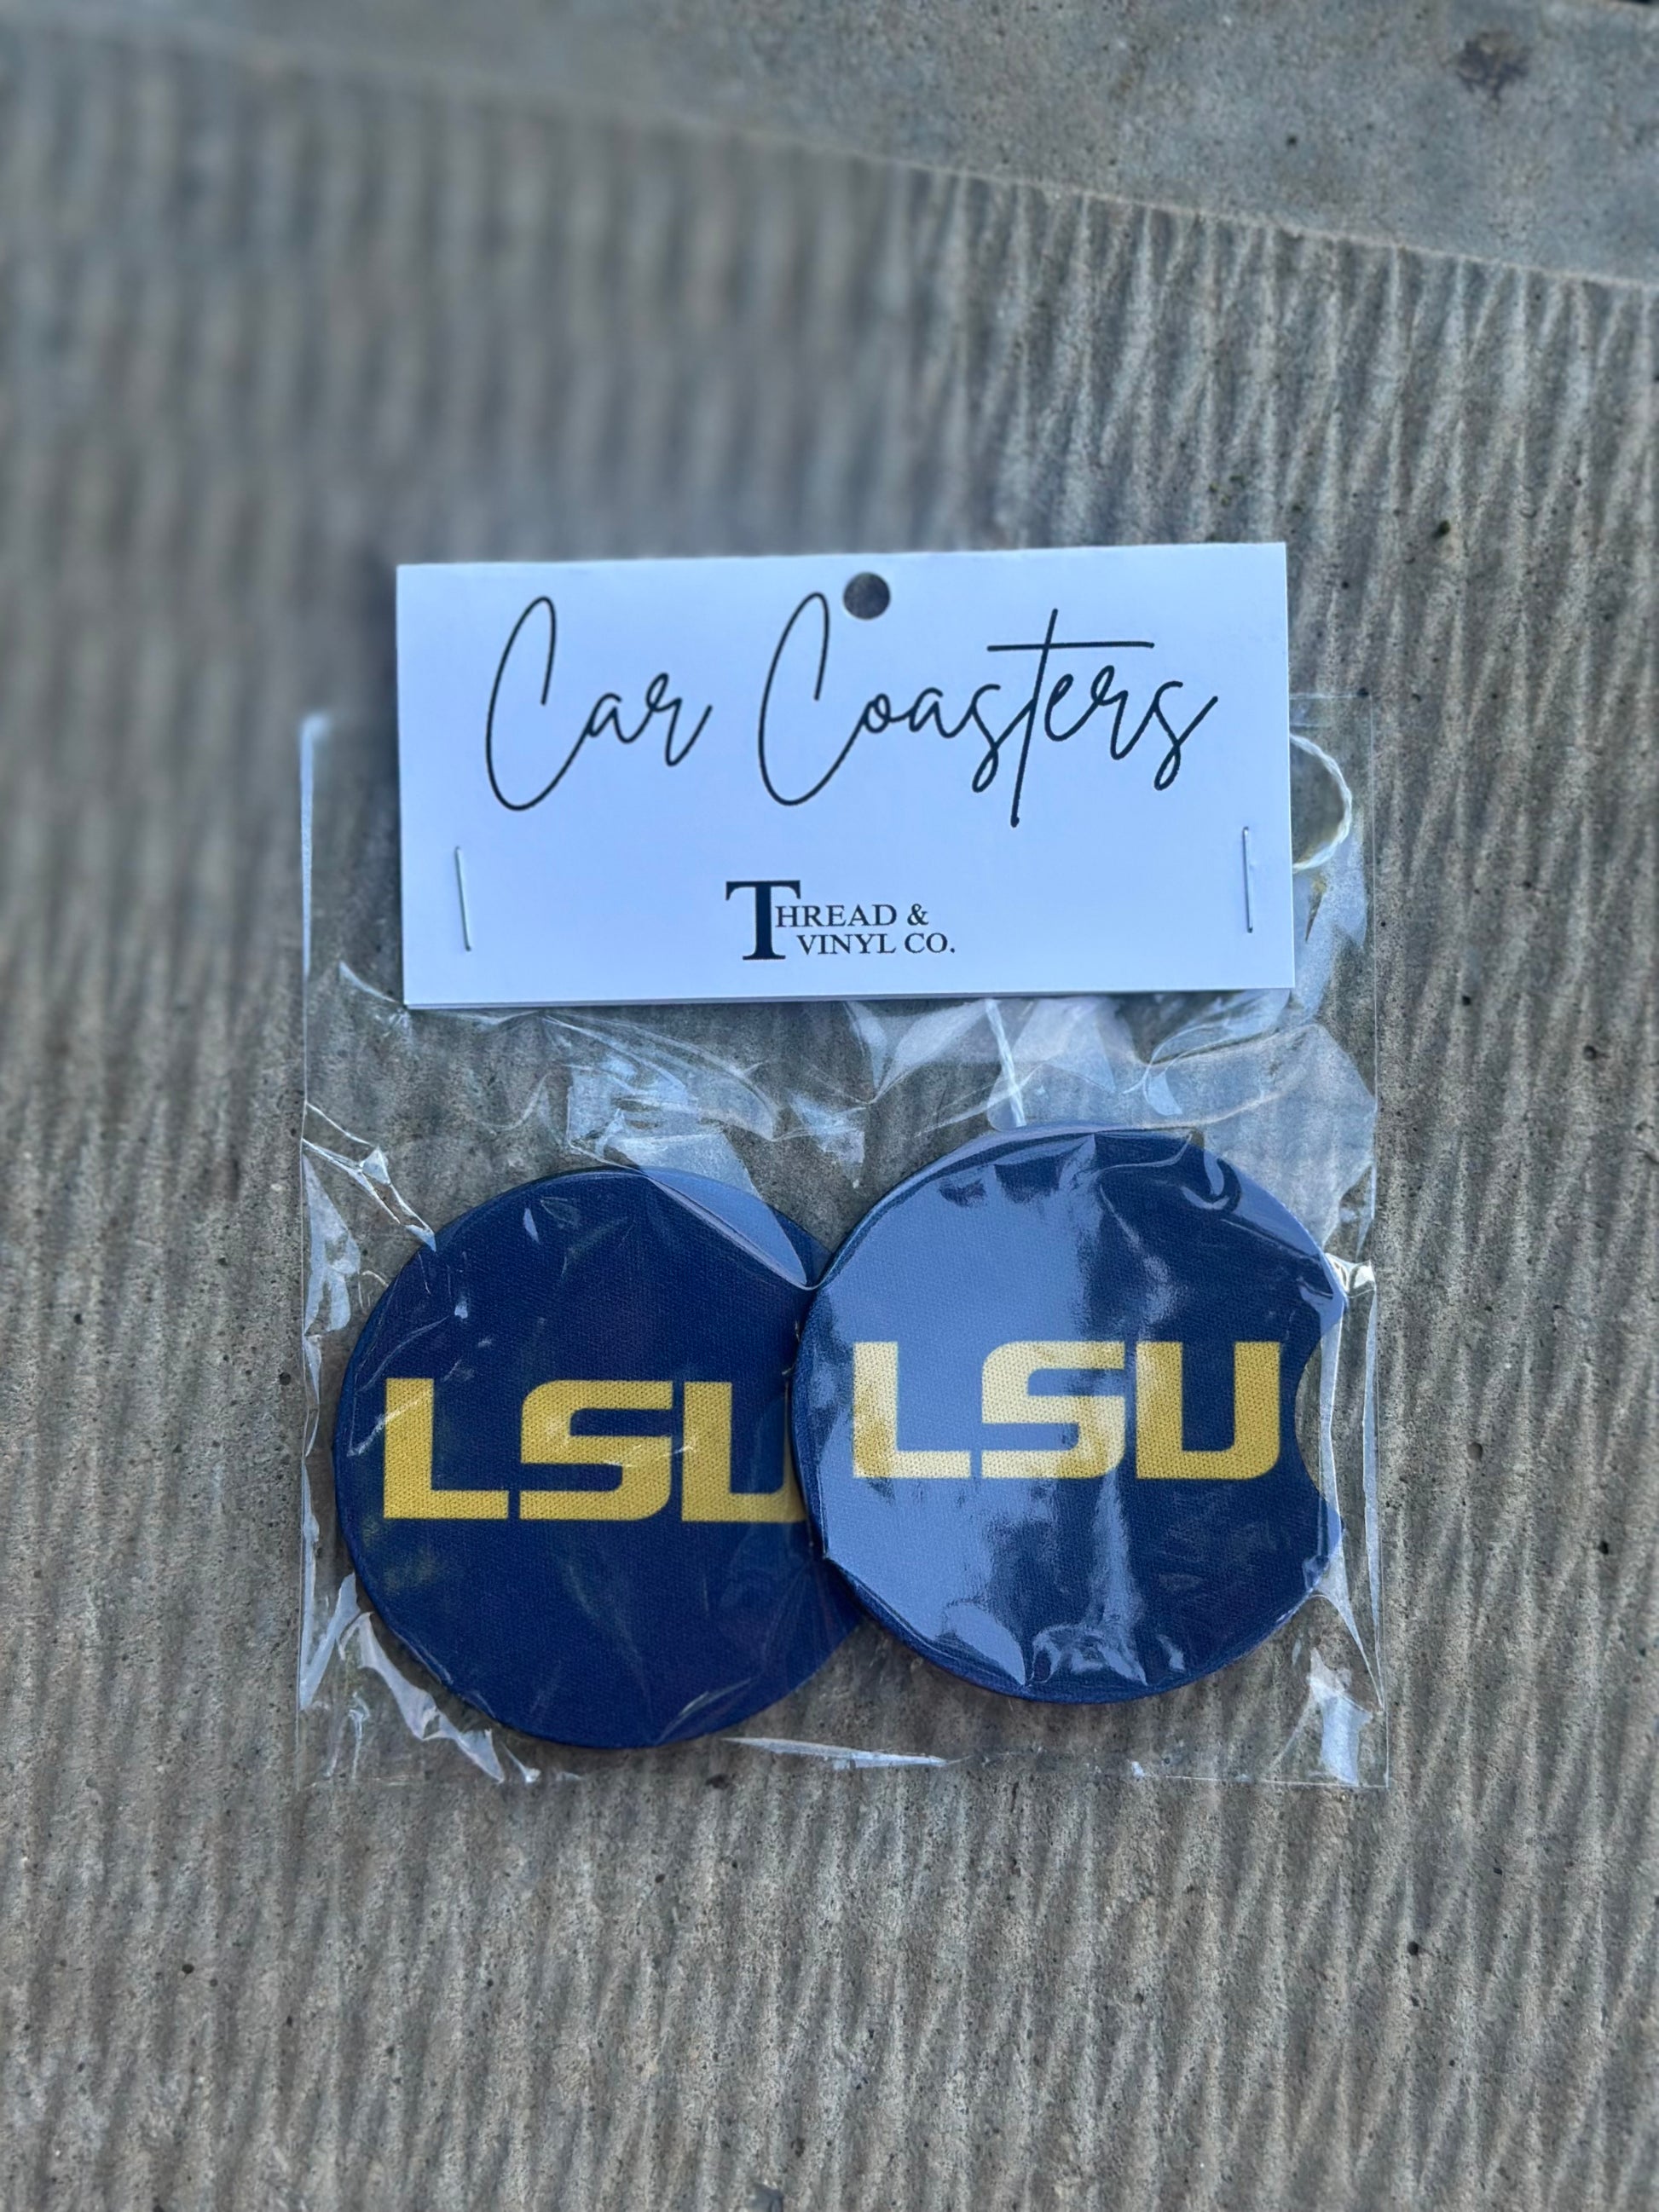 Car Coasters
THREAD &
VINYL CO.
LSU
LSU